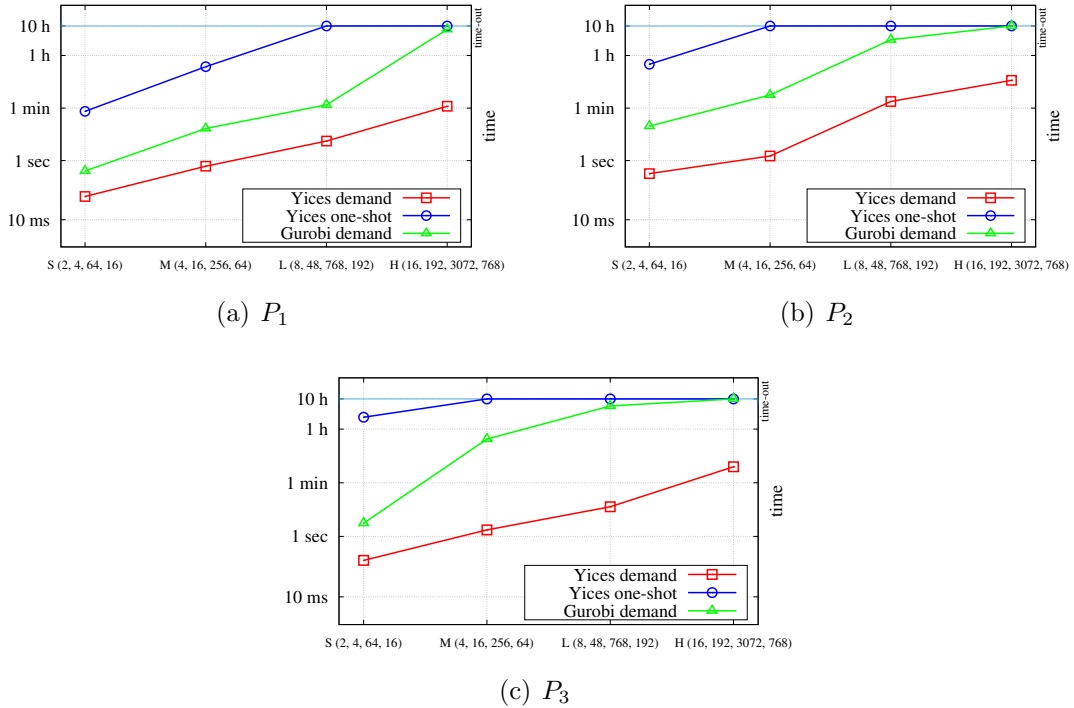 10 h
1 h
1 min
1 sec
10 ms
time-out
time
Yices demand
Yices one-shot
Gurobi demand
S (2, 4, 64, 16)
M (4, 16, 256, 64)
L (8, 48, 768, 192)
H (16, 192, 3072, 768)
(a) P1
10 h
1 h
1 min
1 sec
10 ms
time-out
time
Yices demand
Yices one-shot
Gurobi demand
S (2, 4, 64, 16)
M (4, 16, 256, 64)
L (8, 48, 768, 192)
H (16, 192, 3072, 768)
(b) P2
10 h
1 h
1 min
1 sec
10 ms
time-out
time
Yices demand
Yices one-shot
Gurobi demand
S (2, 4, 64, 16)
M (4, 16, 256, 64)
L (8, 48, 768, 192)
H (16, 192, 3072, 768)
(c) P3